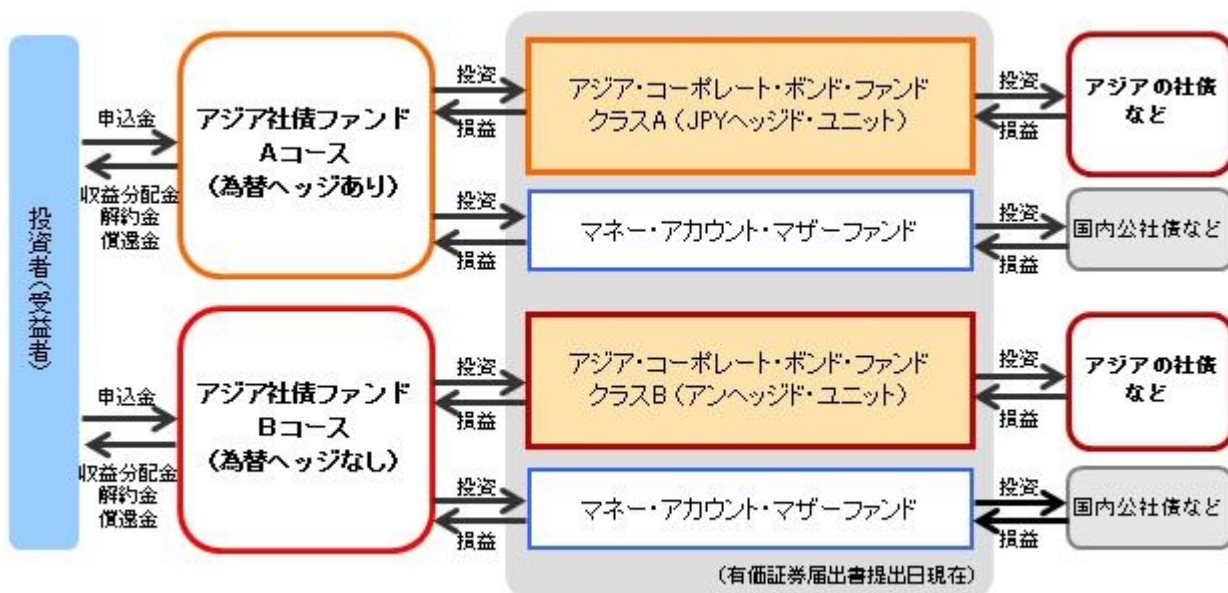 投資者(受益者)
申込金
収益分配金
解約金
償還金
アジア社債ファンド
Aコース
(為替ヘッジあり)
投資
損益
アジア・コーポレート・ボンド・ファンド
クラスA(JPYヘッジド・ユニット)
投資
損益
アジアの社債
など
投資
損益
マネー・アカウント・マザーファンド
投資
損益
国内公社債など
申込金
収益分配金
解約金
償還金
アジア社債ファンド
Bコース
(為替ヘッジなし)
投資
損益
アジア・コーポレート・ボンド・ファンド
クラスB(アンヘッジド・ユニット)
投資
損益
アジアの社債
など
投資
損益
マネー・アカウント・マザーファンド
投資
損益
国内公社債など
(有価証券届出書提出日現在)